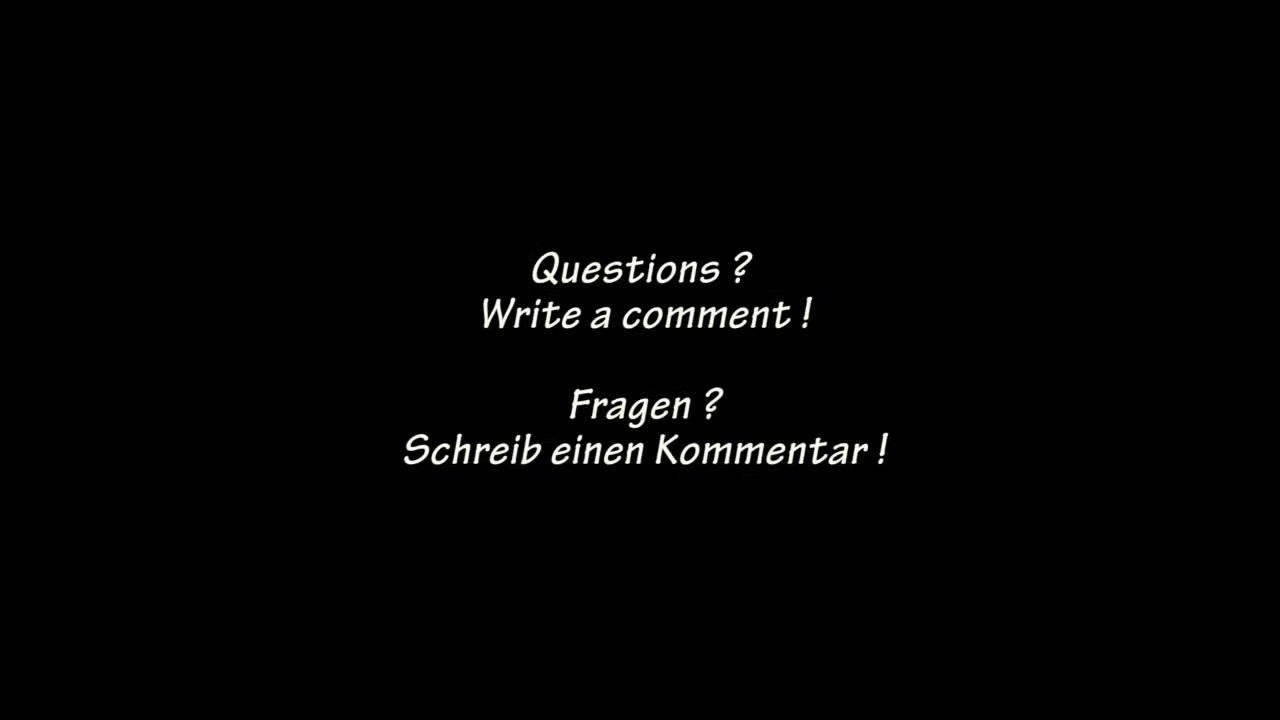 Questions ?
Write a comment !
Fragen ?
Schreib einen Kommentar !